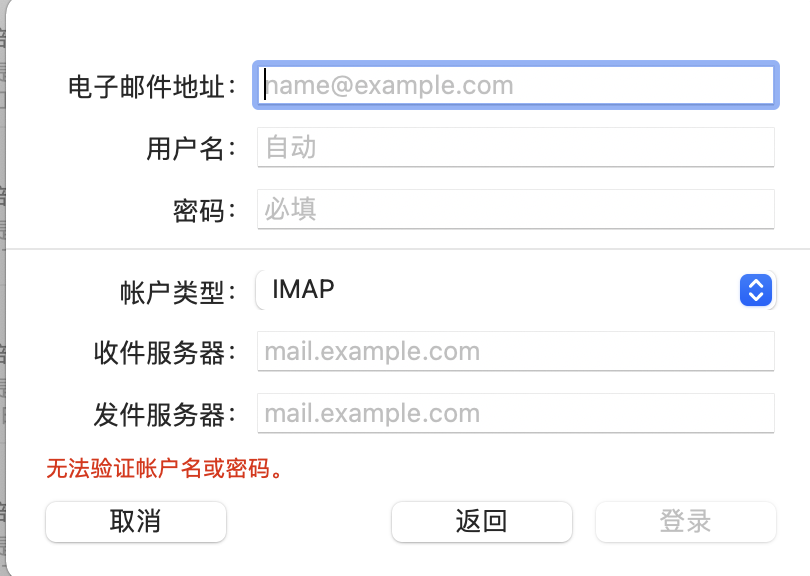 电子邮件地址： name@example.com
用户名： 自动
密码： 必填
帐户类型： IMAP
收件服务器： mail.example.com
发件服务器： mail.example.com
无法验证帐户名或密码。
取消 返回 登录